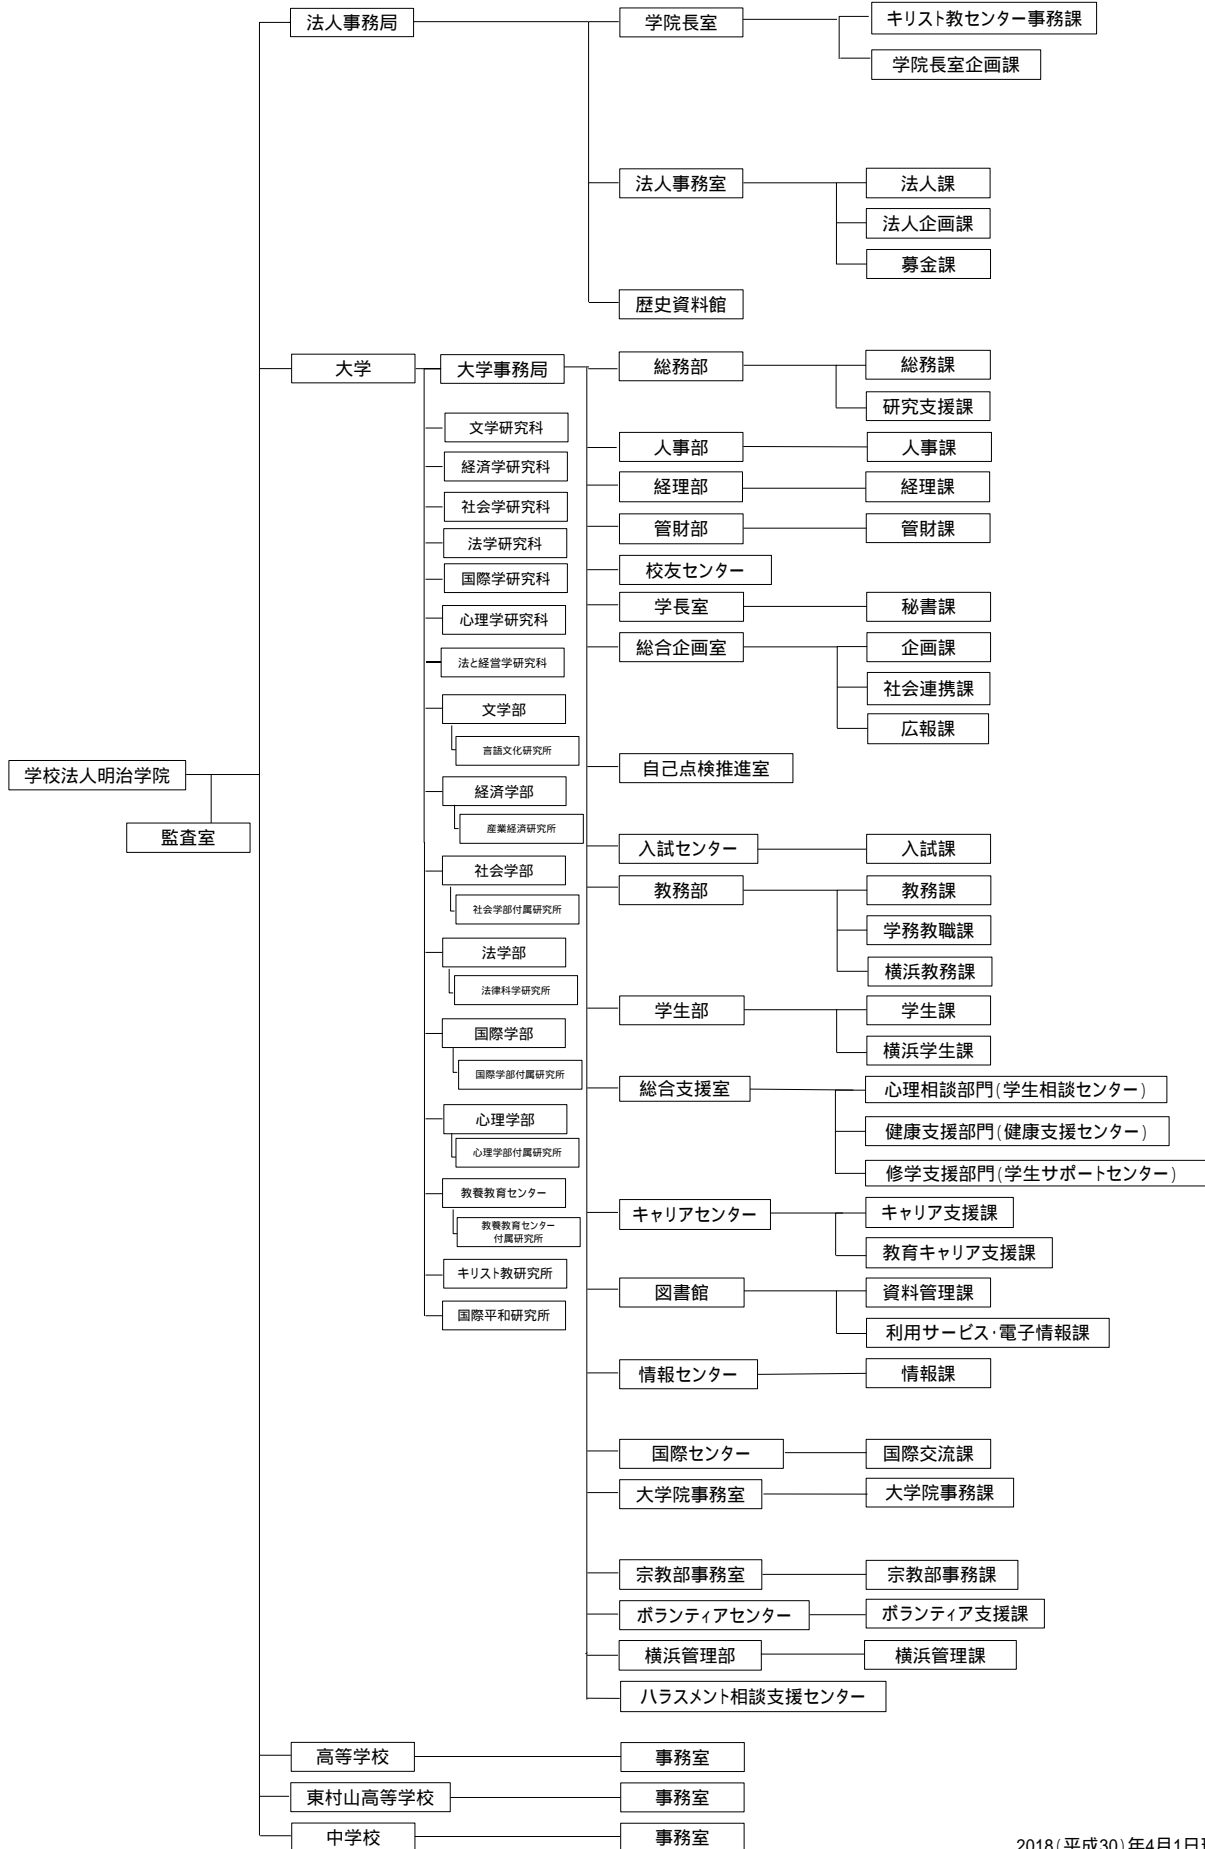 法人事務局
学院長室
キリスト教センター事務課
学院長室企画課
法人事務室
法人課
法人企画課
募金課
歴史資料館
大学
大学事務局
総務部
総務課
研究支援課
文学研究科
経済学研究科
社会学研究科
法学研究科
国際学研究科
心理学研究科
法と経営学研究科
文学部
言語文化研究所
経済学部
産業経済研究所
社会学部
社会学部付属研究所
法学部
法律科学研究所
国際学部
国際学部付属研究所
心理学部
心理学部付属研究所
教養教育センター
教養教育センター
付属研究所
キリスト教研究所
国際平和研究所
人事部
人事課
経理部
経理課
管財部
管財課
校友センター
学長室
秘書課
総合企画室
企画課
社会連携課
広報課
自己点検推進室
学校法人明治学院
監査室
入試センター
入試課
教務部
教務課
学務教職課
横浜教務課
学生部
学生課
横浜学生課
総合支援室
心理相談部門(学生相談センター)
健康支援部門(健康支援センター)
修学支援部門(学生サポートセンター)
キャリアセンター
キャリア支援課
教育キャリア支援課
図書館
資料管理課
利用サービス・電子情報課
情報センター
情報課
国際センター
国際交流課
大学院事務室
大学院事務課
宗教部事務室
宗教部事務課
ボランティアセンター
ボランティア支援課
横浜管理部
横浜管理課
ハラスメント相談支援センター
高等学校
事務室
東村山高等学校
事務室
中学校
事務室
2018(平成30)年4月1日